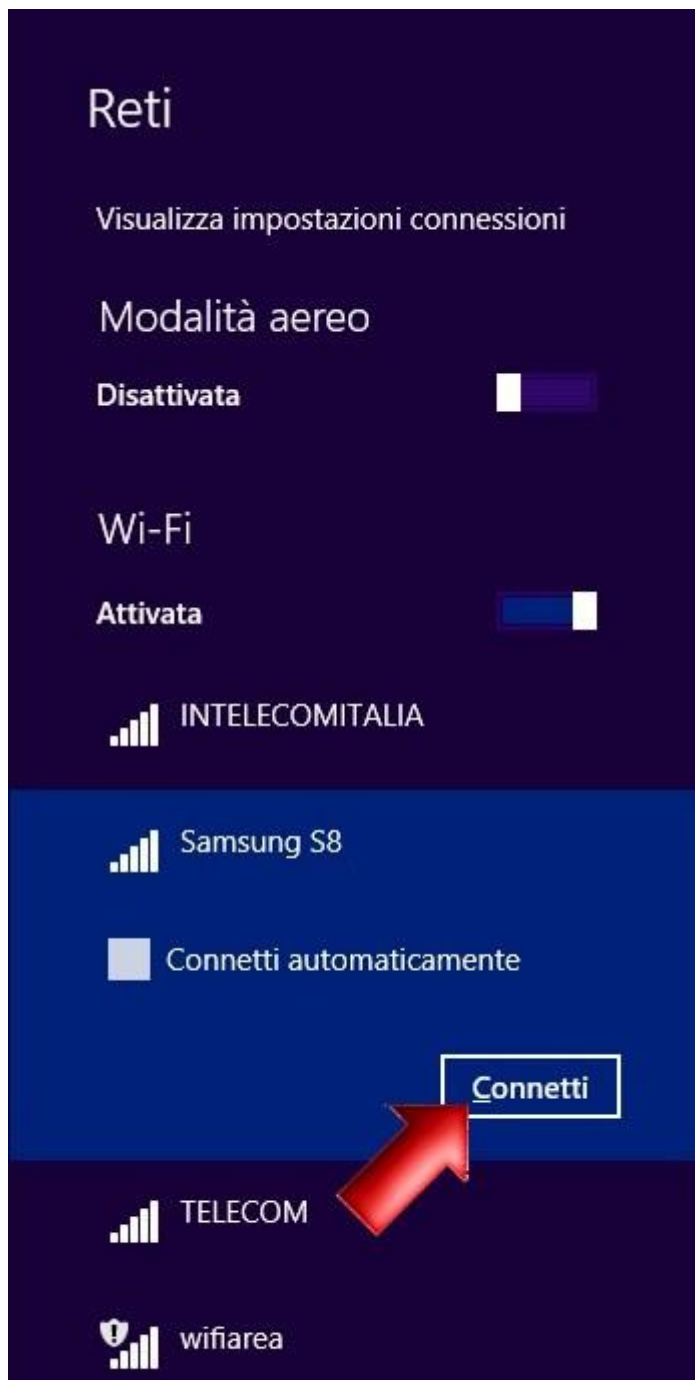 Reti
Visualizza impostazioni connessioni
Modalità aereo
Disattivata
Wi-Fi
Attivata
INTELECOMITALIA
Samsung S8
Connetti automaticamente
Connetti
TELECOM
wifiarea